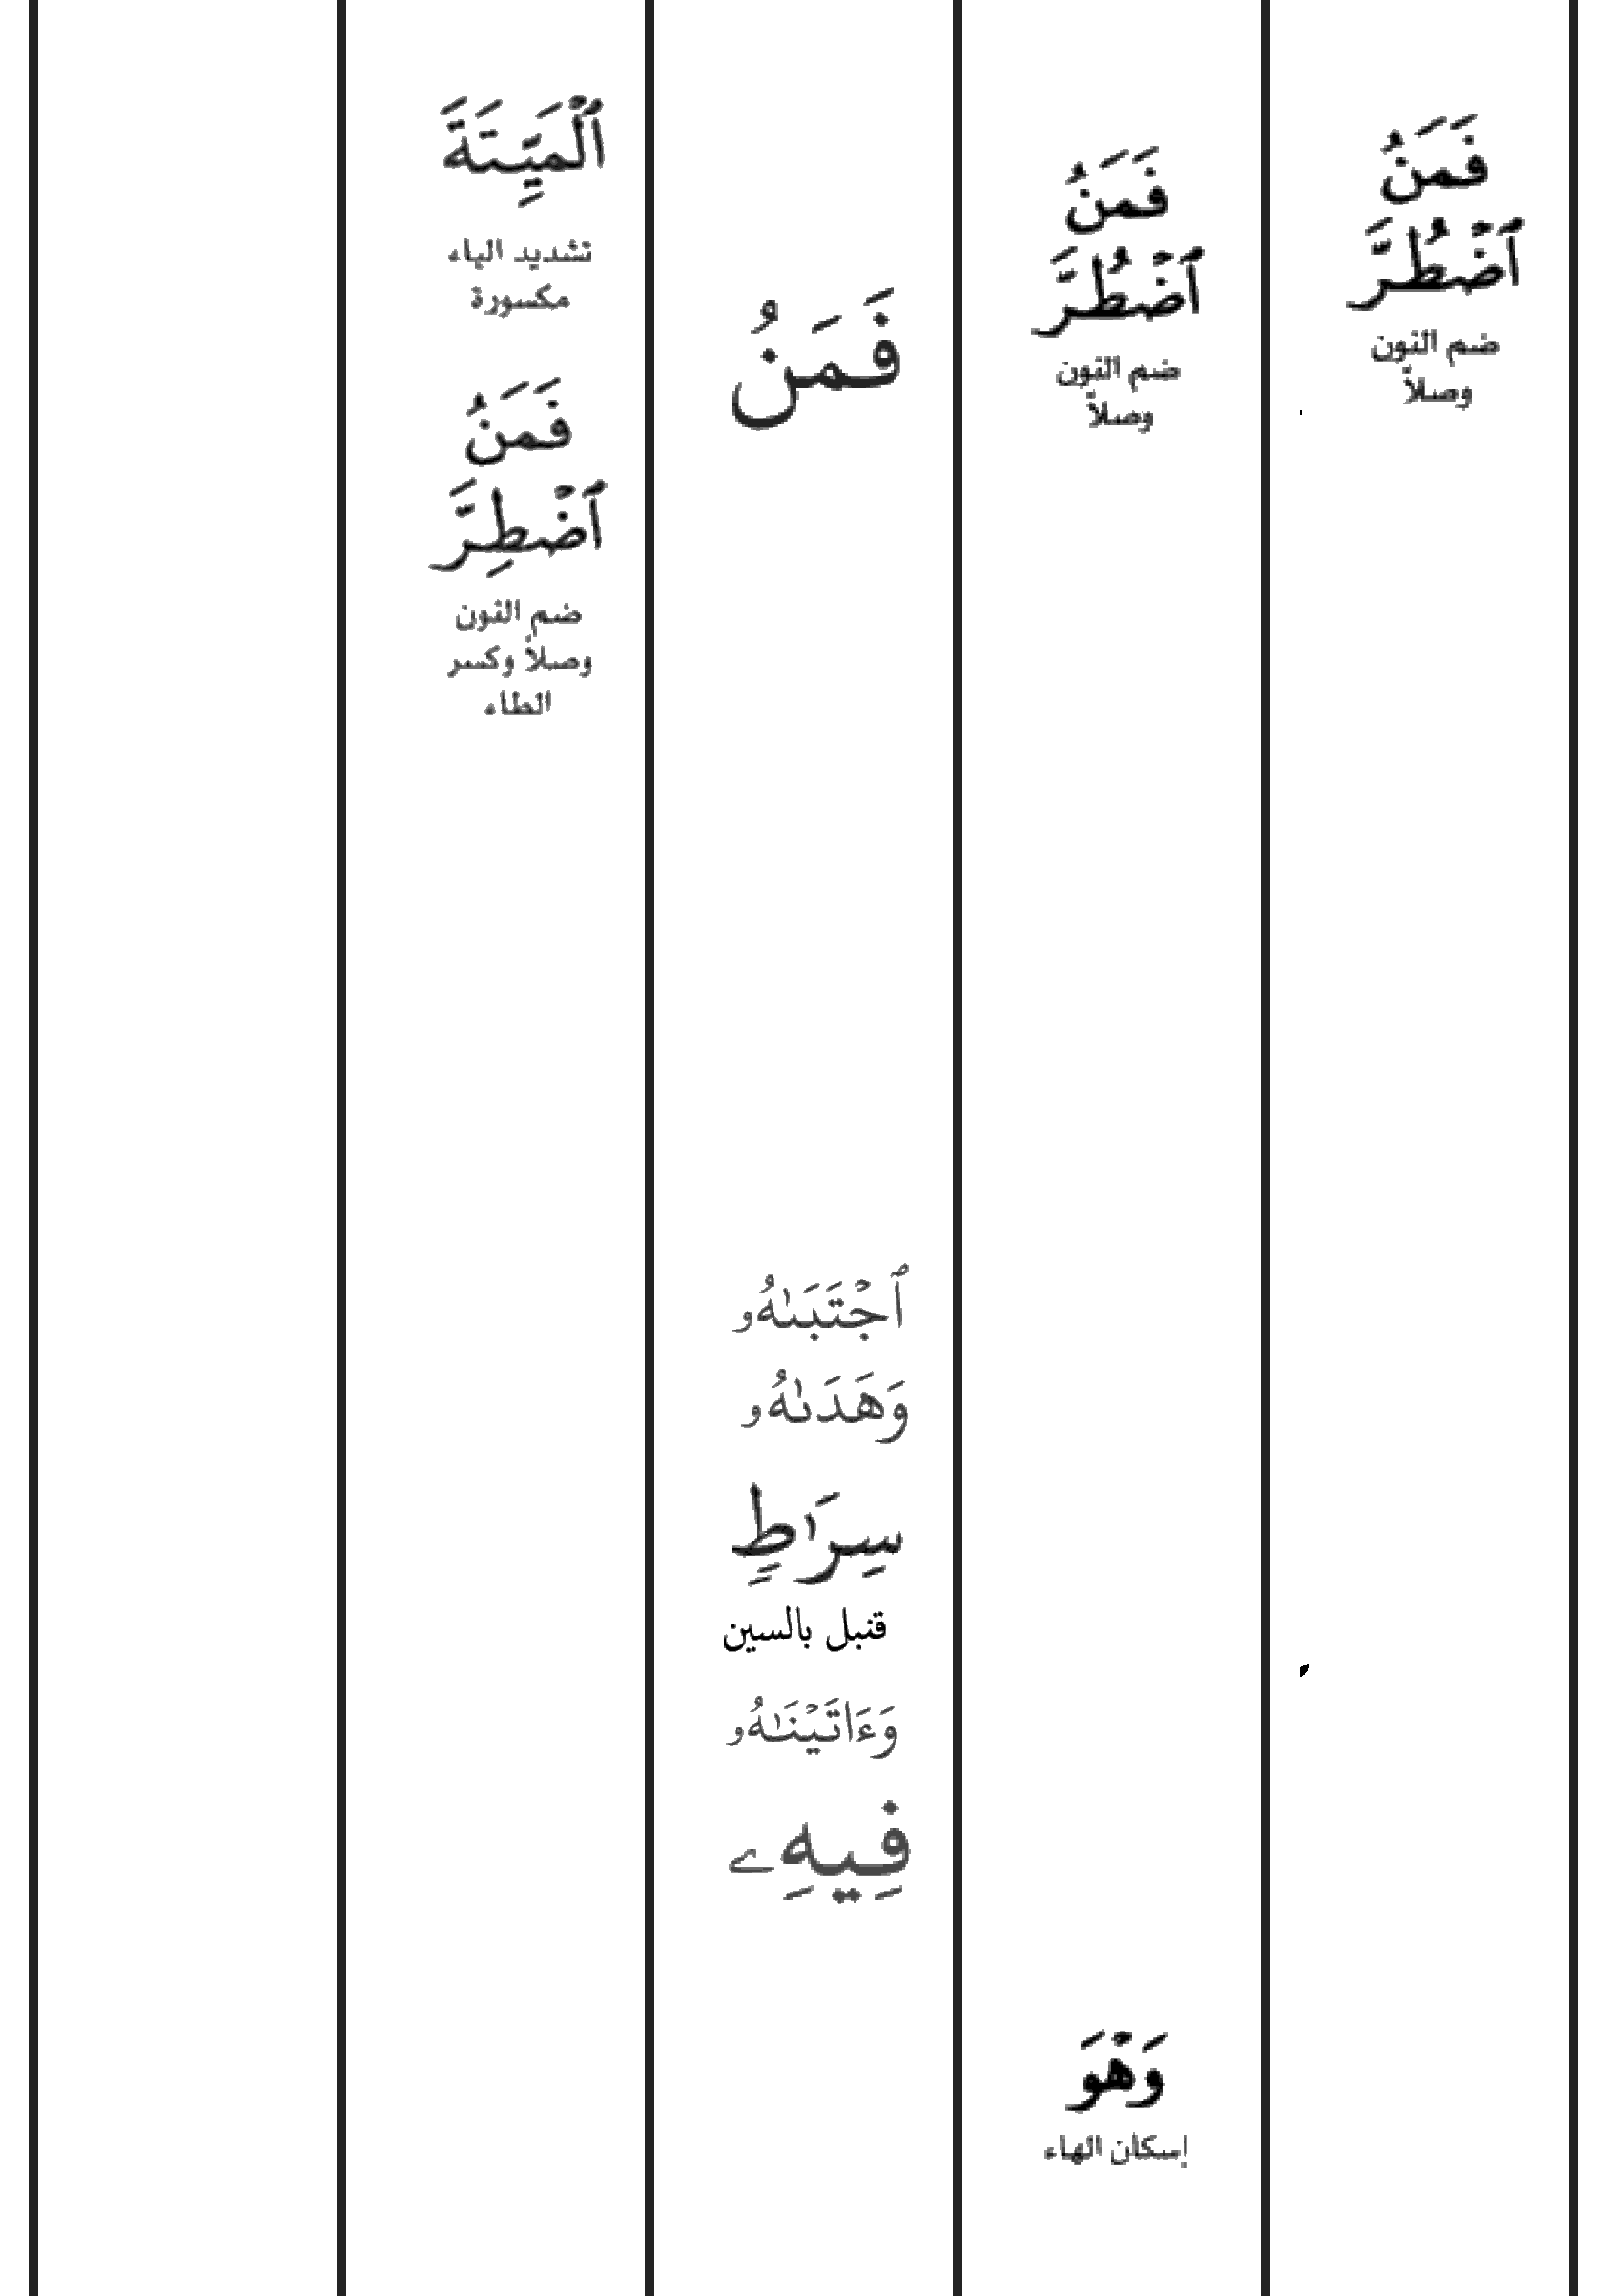 فَمَنُ
ٱضۡطُرَّ
ضم النون
وصلاً
فَمَنُ
ٱضۡطُرَّ
ضم النون
وصلاً
وَهۡوَ
إسكان الهاء
فَمَنُ
ٱجۡتَبَىٰهُۥ
وَهَدَىٰهُۥ
سِرَٰطٍ
قنبل بالسين
وَءَاتَيۡنَٰهُۥ
فِيهِۦ
ٱلۡمَيِّتَةَ
تشديد الياء
مكسورة
فَمَنُ
ٱضۡطِرَّ
ضم النون
وصلاً وكسر
الطاء